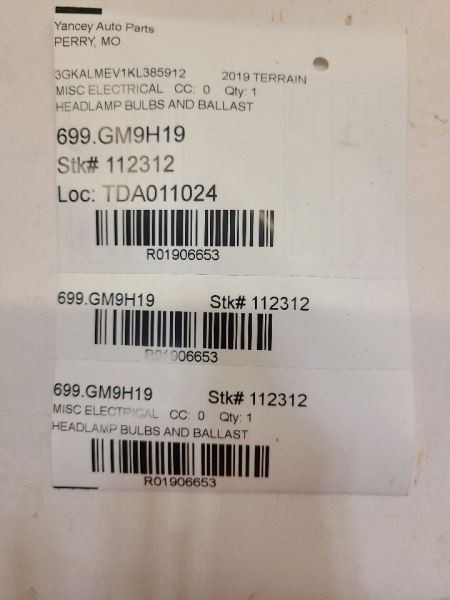 Yancey Auto Parts
PERRY, MO
3GKALMEV1KL385912 2019 TERRAIN
MISC ELECTRICAL CC: 0 Qty: 1
HEADLAMP BULBS AND BALLAST
699.GM9H19
Stk# 112312
Loc: TDA011024
R01906653
699.GM9H19 Stk# 112312
R01906653
699.GM9H19 Stk# 112312
MISC ELECTRICAL CC: 0 Qty: 1
HEADLAMP BULBS AND BALLAST
R01906653